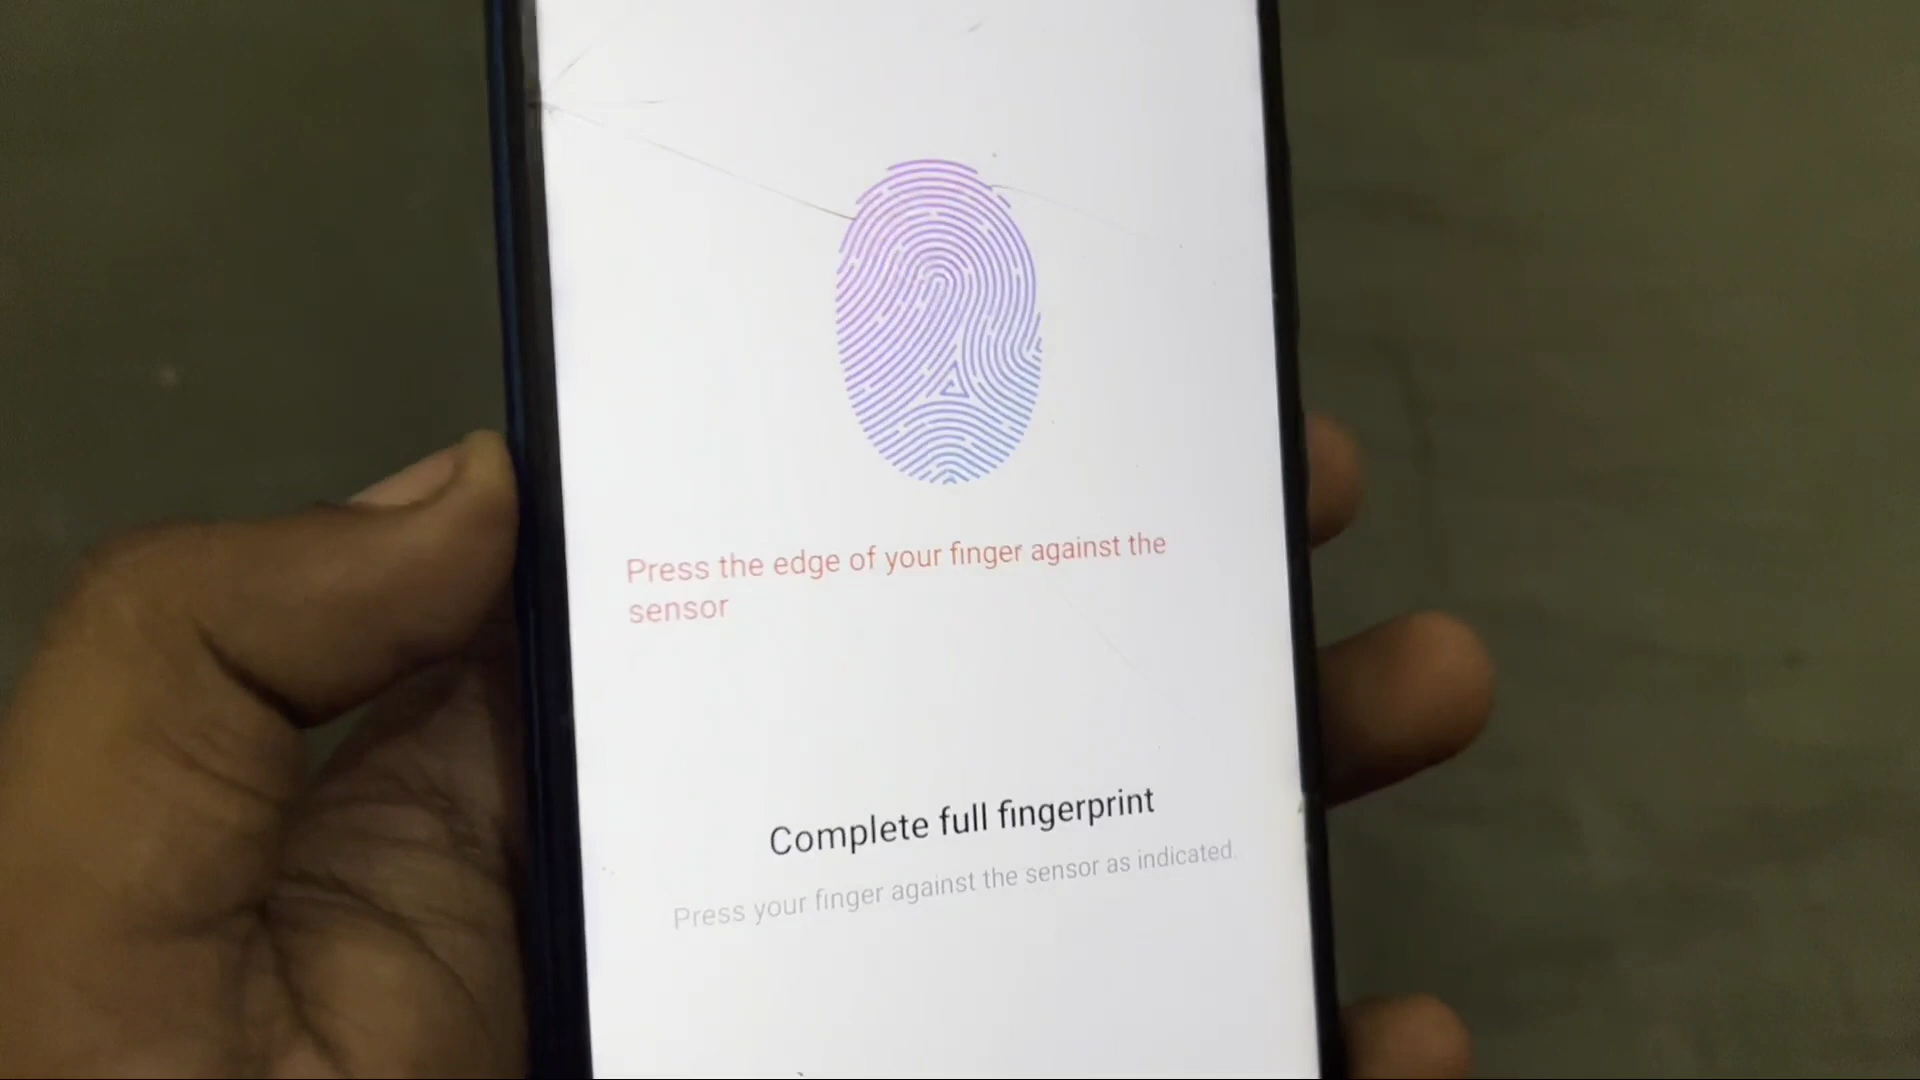 Press the edge of your finger against the
sensor
Complete full fingerprint
Press your finger against the sensor as indicated.